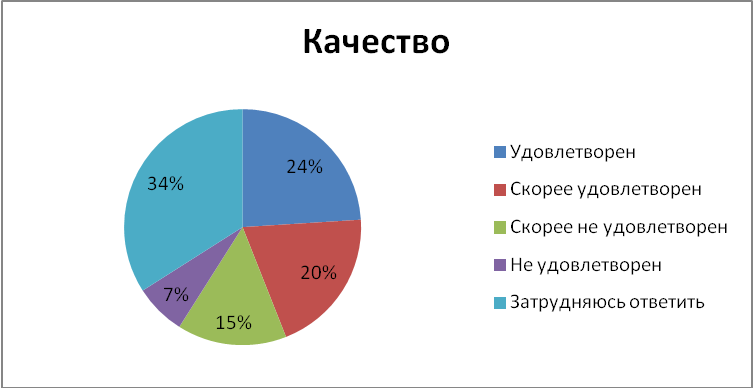 Качество
24%
20%
15%
7%
34%
Удовлетворен
Скорее удовлетворен
Скорее не удовлетворен
Не удовлетворен
Затрудняюсь ответить